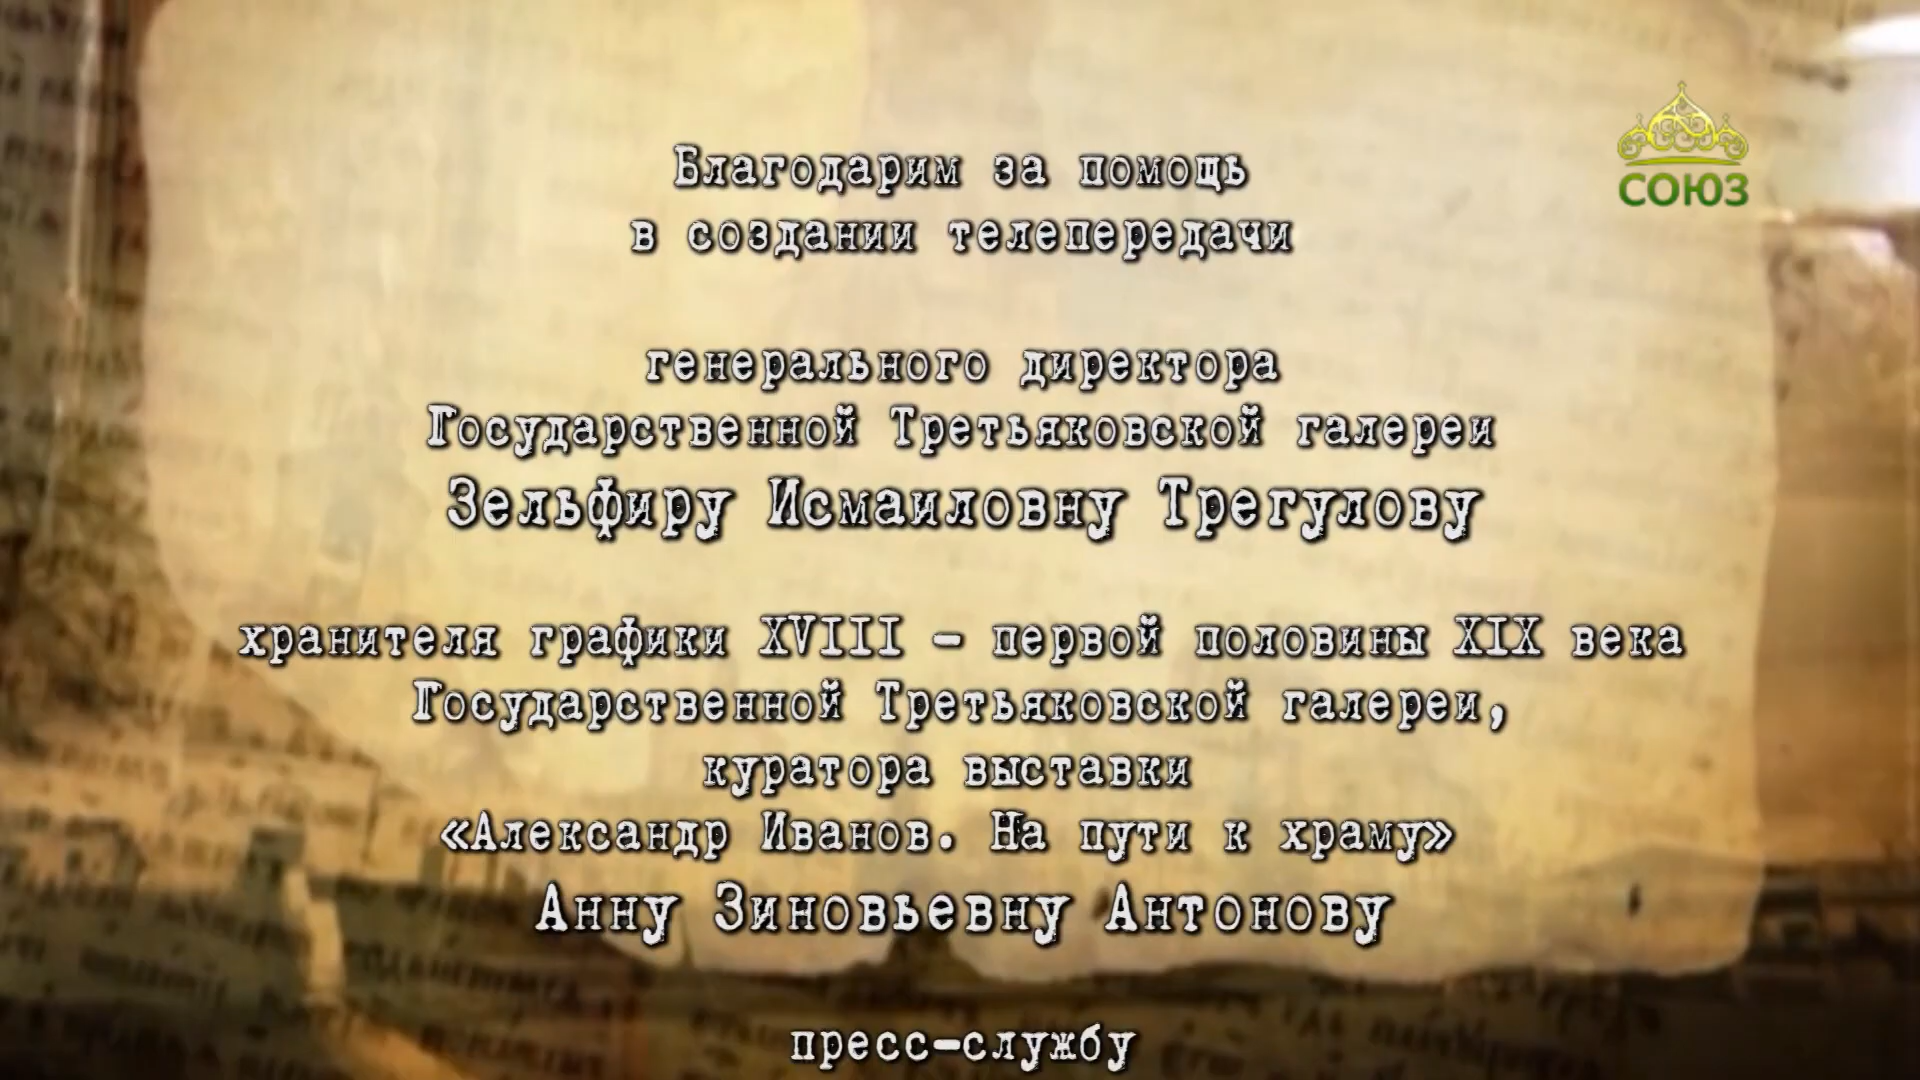 Благодарим за помощь
в создании телепередачи
генерального директора
Государственной Третьяковской галереи
Зельфиру Исмаиловну Трегулову
хранителя графики XVIII - первой половины XIX века
Государственной Третьяковской галереи,
куратора выставки
«Александр Иванов. На пути к храму»
Анну Зиновьевну Антонову
пресс-службу
СОЮЗ